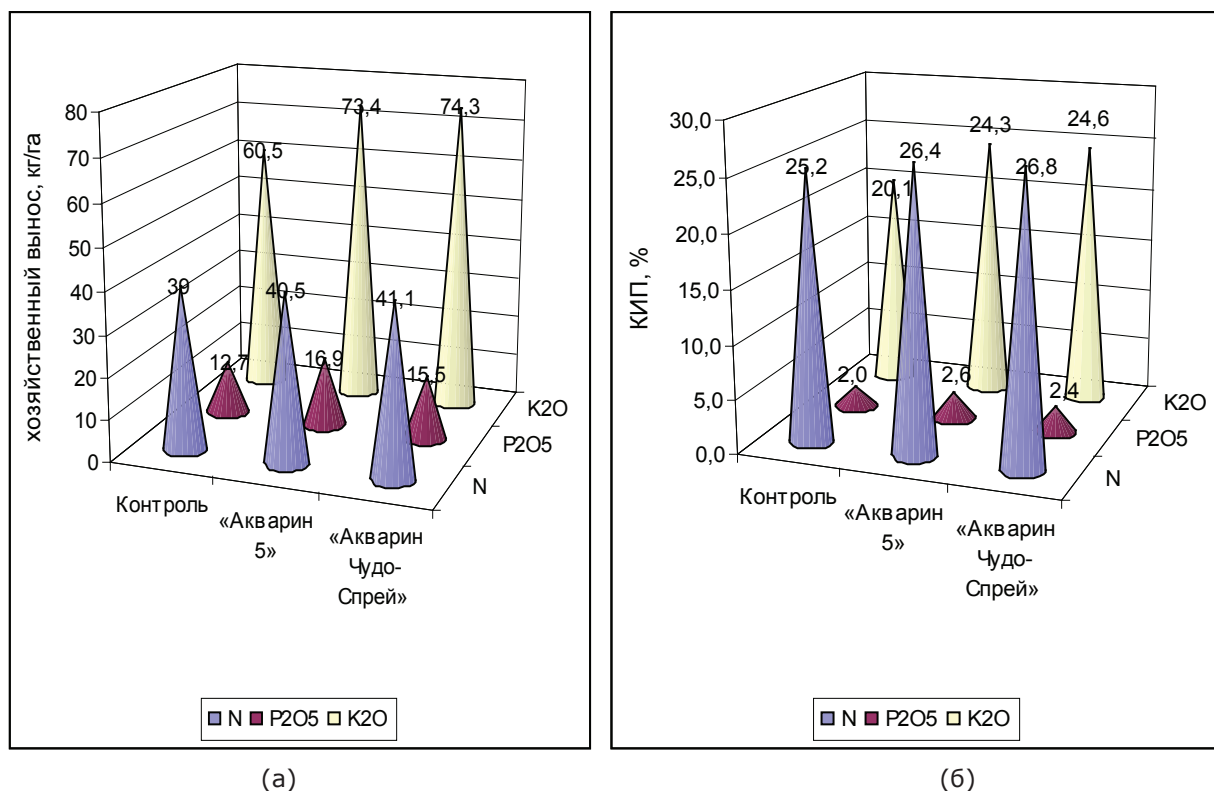 хозяйственный вынос, кг/га
80
70
60
50
40
30
20
10
0
39
12,7
60,5
40,5
16,9
73,4
41,1
15,5
74,3
Контроль
«Акварин
5»
«Акварин
Чудо-
Спрей»
N
P2O5
K2O
N P2O5 K2O
(а)
КИП, %
30,0
25,0
20,0
15,0
10,0
5,0
0,0
25,2
2,0
20,1
26,4
2,6
24,3
26,8
2,4
24,6
Контроль
«Акварин
5»
«Акварин
Чудо-
Спрей»
N
P2O5
K2O
N P2O5 K2O
(б)